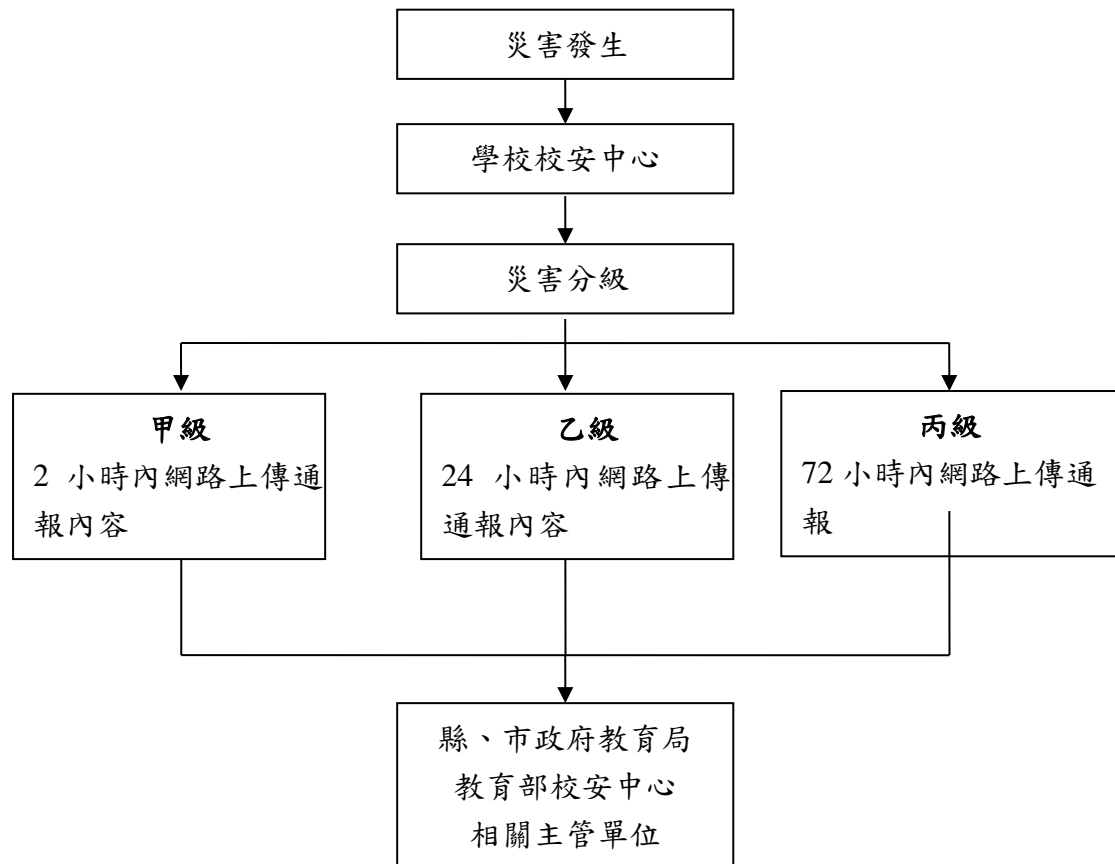 災害發生
學校校安中心
災害分級
甲級
2 小時內網路上傳通
報內容
乙級
24 小時內網路上傳
通報內容
丙級
72 小時內網路上傳通
報
縣、市政府教育局
教育部校安中心
相關主管單位